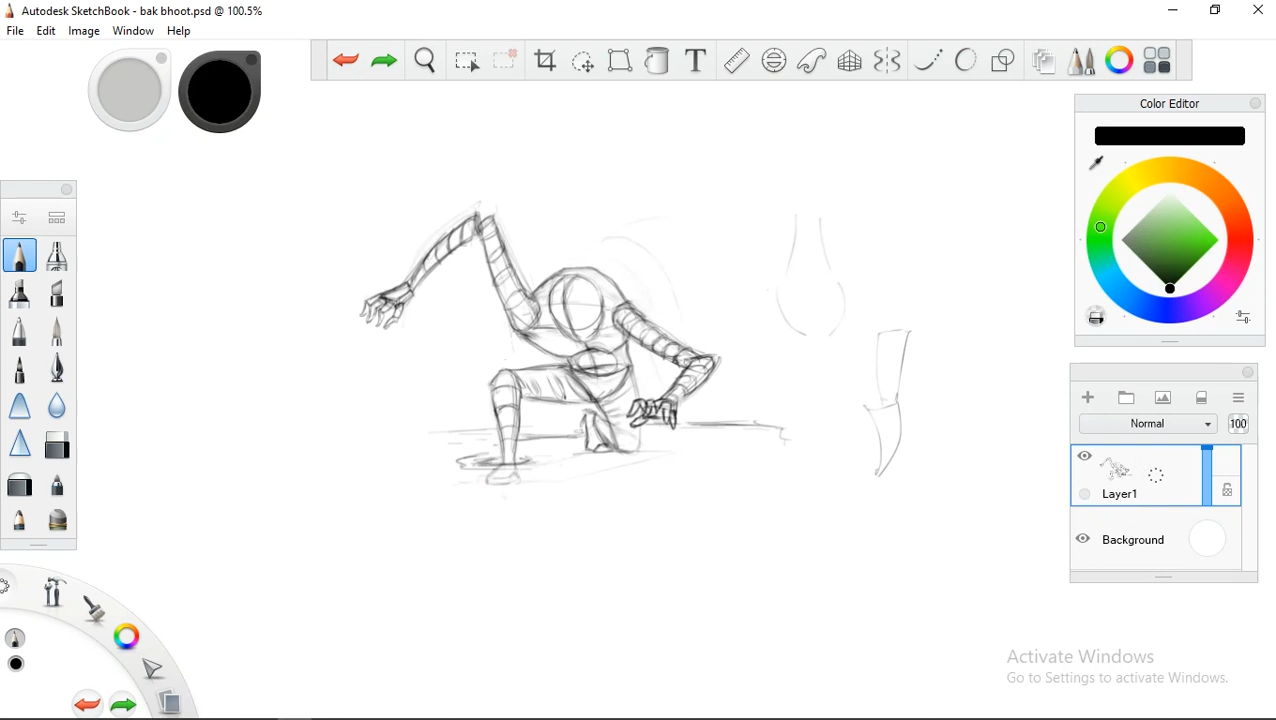 Autodesk SketchBook - bak bhoot.psd @ 100.5%
File Edit Image Window Help
T
Color Editor
Normal 100
Layer1
Background
Activate Windows
Go to Settings to activate Windows.